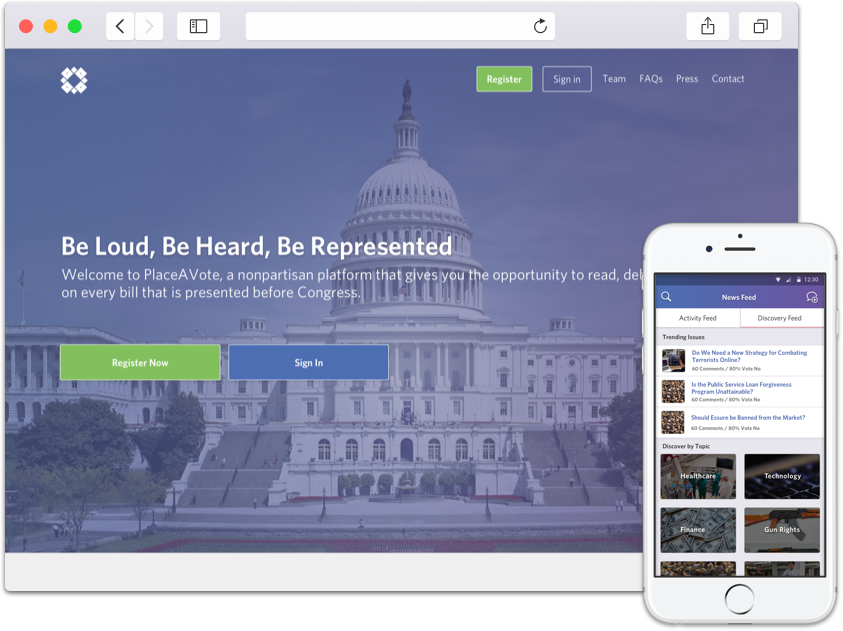 Register
Sign in
Team
FAQs
Press
Contact
Be Loud, Be Heard, Be Represented
Welcome to PlaceAVote, a nonpartisan platform that gives you the opportunity to read,
on every bill that is presented before Congress.
Register Now
Sign In
12:30
News Feed
Activity Feed
Discovery Feed
Trending Issues
Do We Need a New Strategy for Combating
Terrorists Online?
60 Comments / 80% Vote No
Is the Public Service Loan Forgiveness
Program Unattainable?
60 Comments / 80% Vote No
Should Essure be Banned from the Market?
60 Comments / 80% Vote No
Discover by Topic
Healthcare
Technology
Finance
Gun Rights